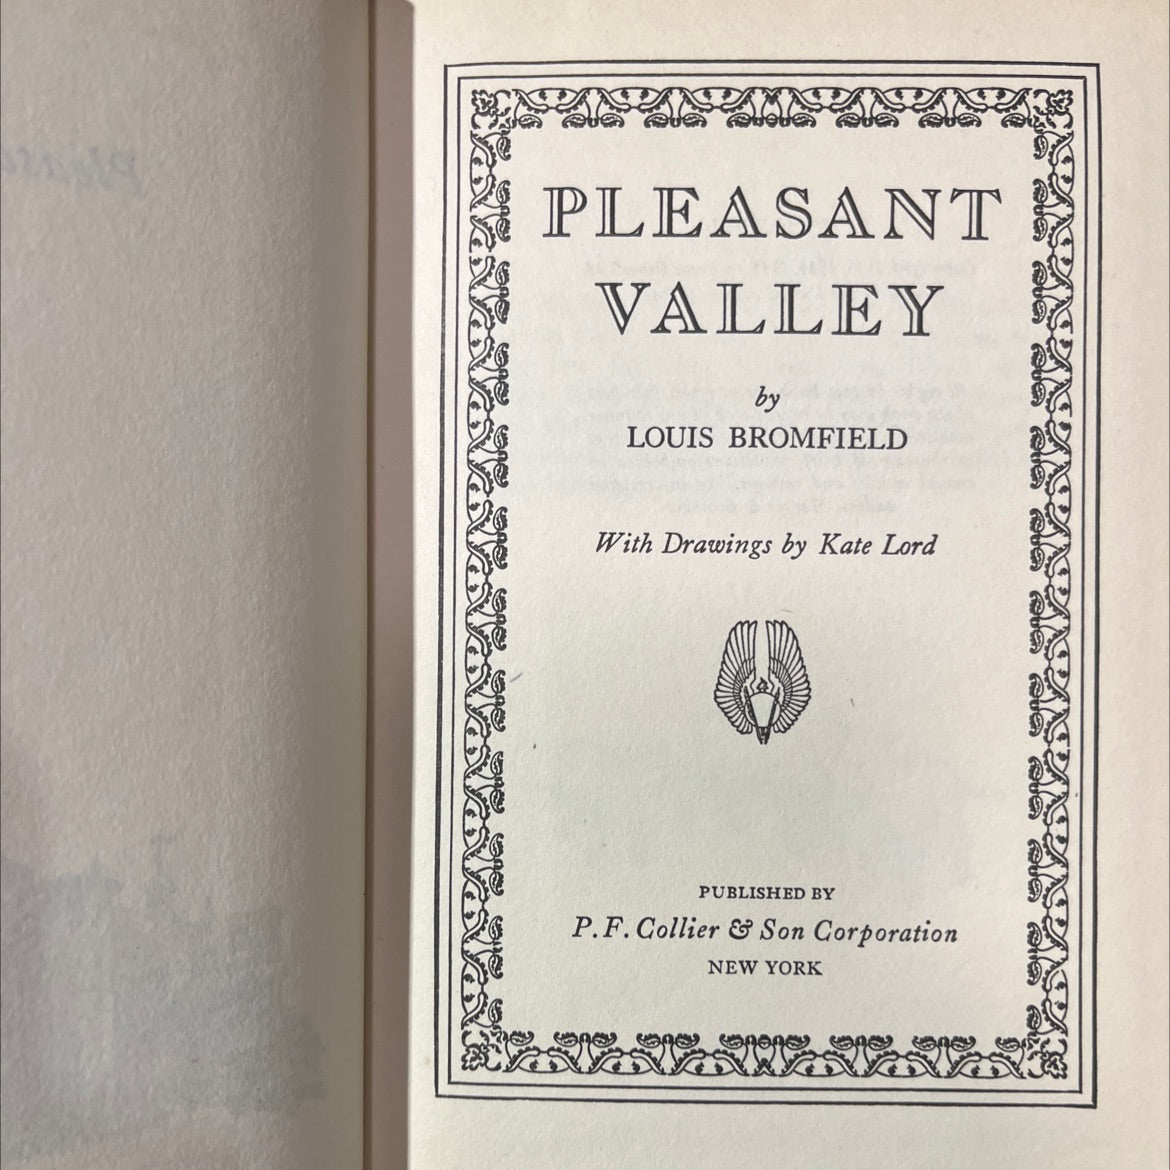 PLEASANT
VALLEY
by
LOUIS BROMFIELD
With Drawings by Kate Lord
PUBLISHED BY
P. F. Collier & Son Corporation
NEW YORK